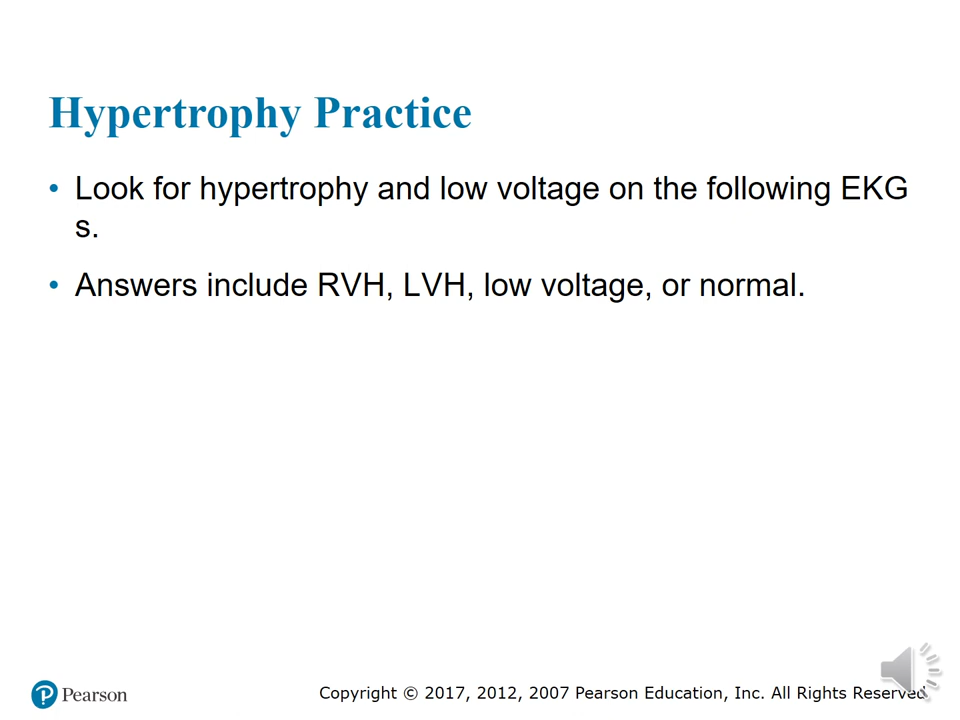 Hypertrophy Practice
• Look for hypertrophy and low voltage on the following EKG
s.
• Answers include RVH, LVH, low voltage, or normal.
Pearson
Copyright © 2017, 2012, 2007 Pearson Education, Inc. All Rights Reserved